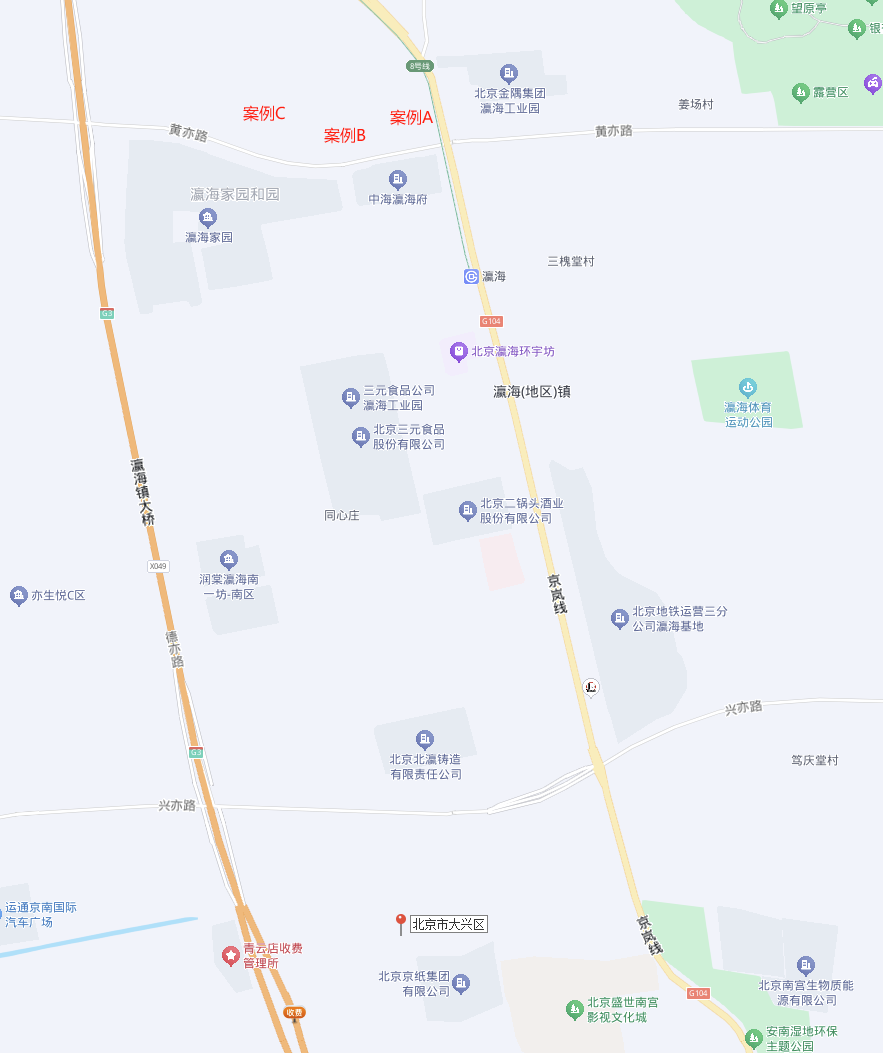 望原亭
银
8号线
北京金隅集团
瀛海工业园
露营区
姜场村
案例C
案例A
案例B
黄亦路
黄亦路
中海瀛海府
瀛海家园和园
瀛海家园
三槐堂村
瀛海
G3
G104
北京瀛海环宇坊
三元食品公司
瀛海工业园
瀛海(地区)镇
瀛海体育
运动公园
北京三元食品
股份有限公司
瀛海镇大桥
北京二锅头酒业
股份有限公司
同心庄
X049
润棠瀛海南
一坊-南区
亦生悦C区
京岚线
北京地铁运营三分
公司瀛海基地
德亦路
兴亦路
G3
北京北瀛铸造
有限责任公司
笃庆堂村
兴亦路
运通京南国际
汽车广场
北京市大兴区
京岚线
青云店收费
管理所
北京京纸集团
有限公司
北京南宫生物质能
源有限公司
G104
北京盛世南宫
影视文化城
收费
安南湿地环保
主题公园